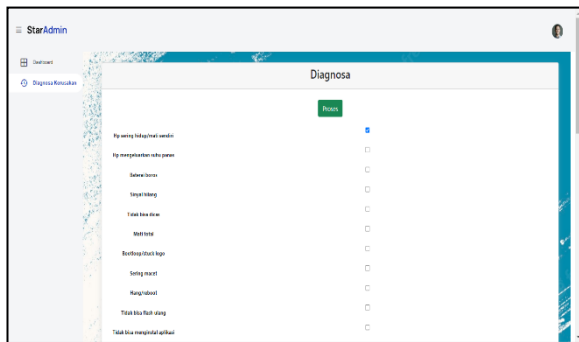 StarAdmin
Dashboard
Diagnosa Kerusakan
Diagnosa
Proses
Hp sering hidup/mati sendiri
Hp mengeluarkan suhu panas
Baterai boros
Sinyal hilang
Tidak bisa dicas
Mati total
Bootloop/stuck logo
Sering macet
Hang/reboot
Tidak bisa flash ulang
Tidak bisa menginstal aplikasi